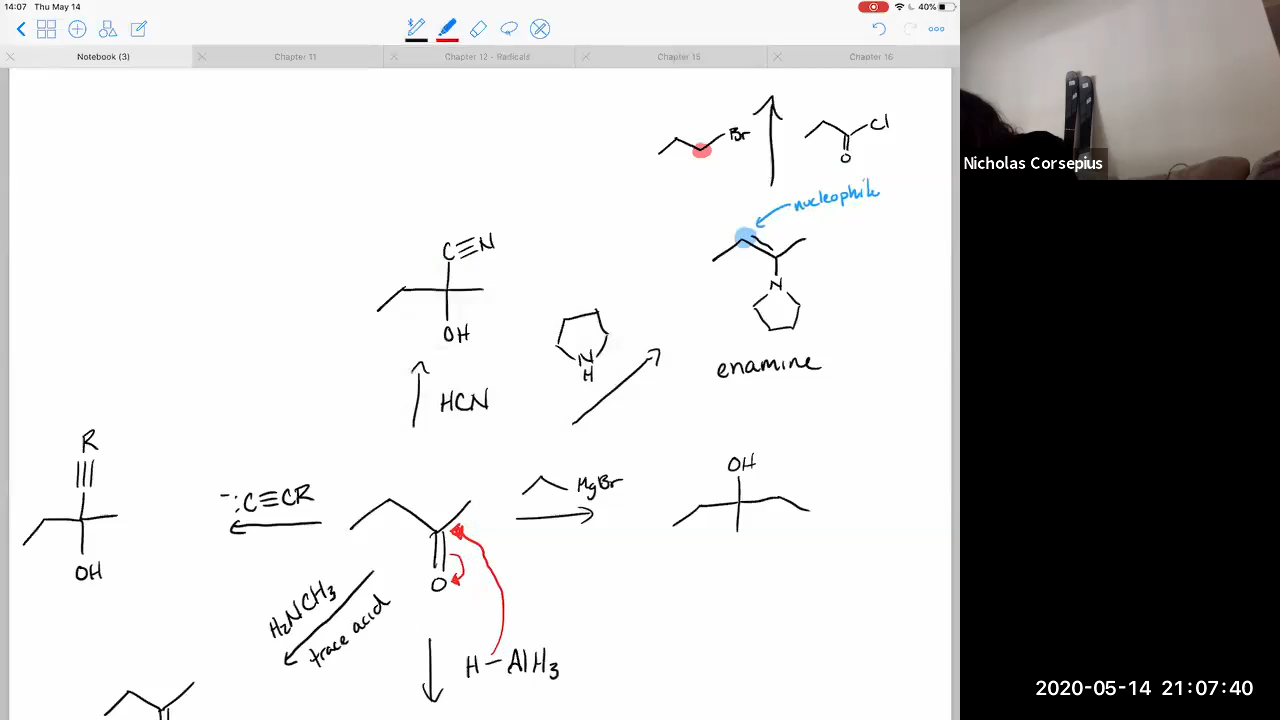 14:07 Thu May 14
40%
Notebook (3)
Chapter 11
Chapter 12 - Radicals
Chapter 15
Chapter 16
Nicholas Corsepius
Br
Cl
O
nucleophile
C≡N
OH
N
N
H
enamine
HCN
R
OH
⁻:C≡CR
MgBr
OH
O
H₂NCH₃
trace acid
H–AlH₃
2020-05-14 21:07:40